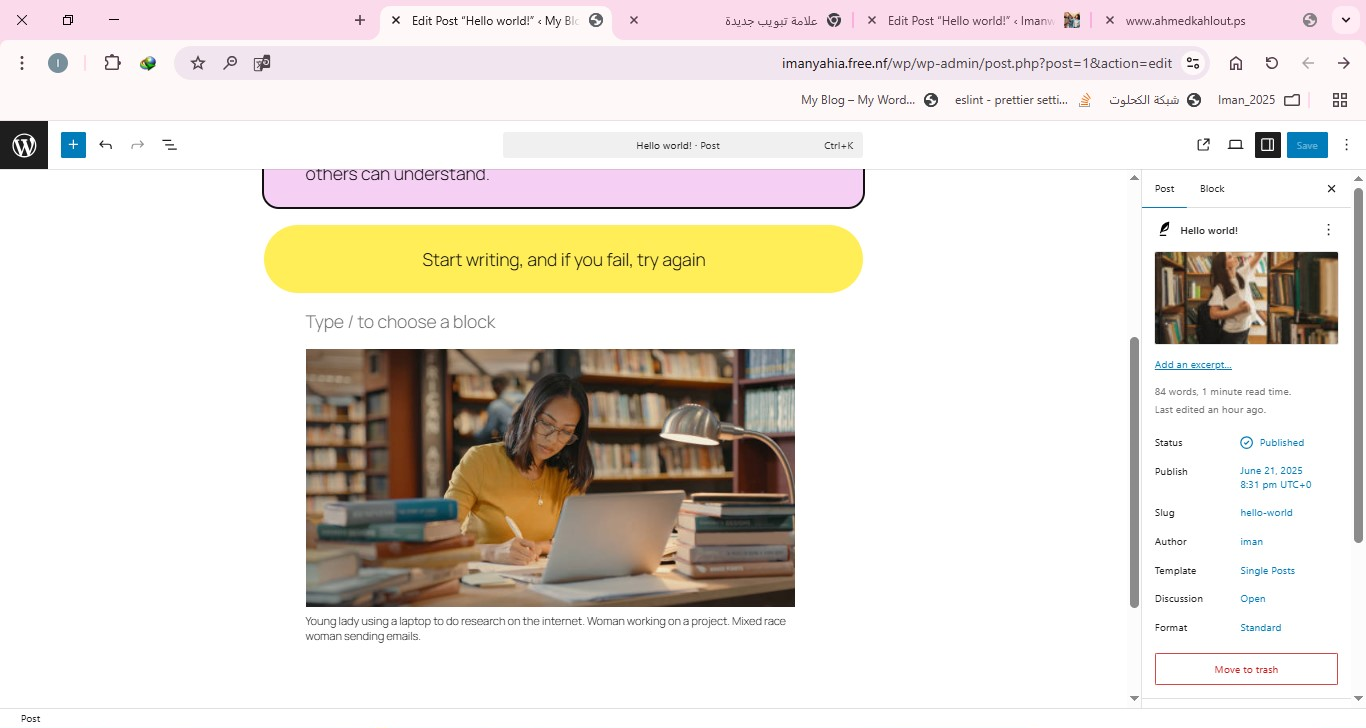 Edit Post “Hello world!” ‹ My Bl
علامة تبويب جديدة
Edit Post “Hello world!” ‹ Imanw
www.ahmedkahlout.ps
I
imanyahia.free.nf/wp/wp-admin/post.php?post=1&action=edit
My Blog – My Word...
eslint - prettier setti...
شبكة الكحلوت
Iman_2025
Hello world! · Post
Ctrl+K
Save
others can understand.
Start writing, and if you fail, try again
Type / to choose a block
Young lady using a laptop to do research on the internet. Woman working on a project. Mixed race
woman sending emails.
Post
Block
Hello world!
Add an excerpt...
84 words, 1 minute read time.
Last edited an hour ago.
Status
Published
Publish
June 21, 2025
8:31 pm UTC+0
Slug
hello-world
Author
iman
Template
Single Posts
Discussion
Open
Format
Standard
Move to trash
Post